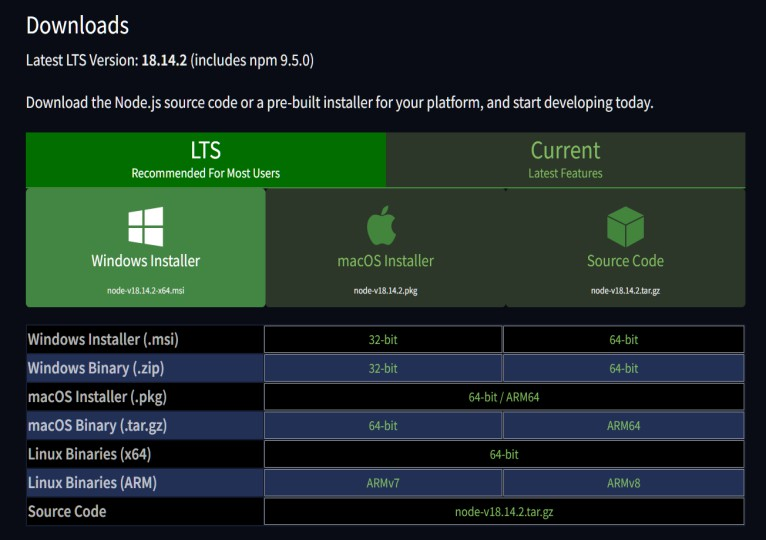 Downloads
Latest LTS Version: 18.14.2 (includes npm 9.5.0)
Download the Node.js source code or a pre-built installer for your platform, and start developing today.
LTS
Recommended For Most Users
Current
Latest Features
Windows Installer
node-v18.14.2-x64.msi
macOS Installer
node-v18.14.2.pkg
Source Code
node-v18.14.2.tar.gz
Windows Installer (.msi) 32-bit 64-bit
Windows Binary (.zip) 32-bit 64-bit
macOS Installer (.pkg) 64-bit / ARM64
macOS Binary (.tar.gz) 64-bit ARM64
Linux Binaries (x64) 64-bit
Linux Binaries (ARM) ARMv7 ARMv8
Source Code node-v18.14.2.tar.gz